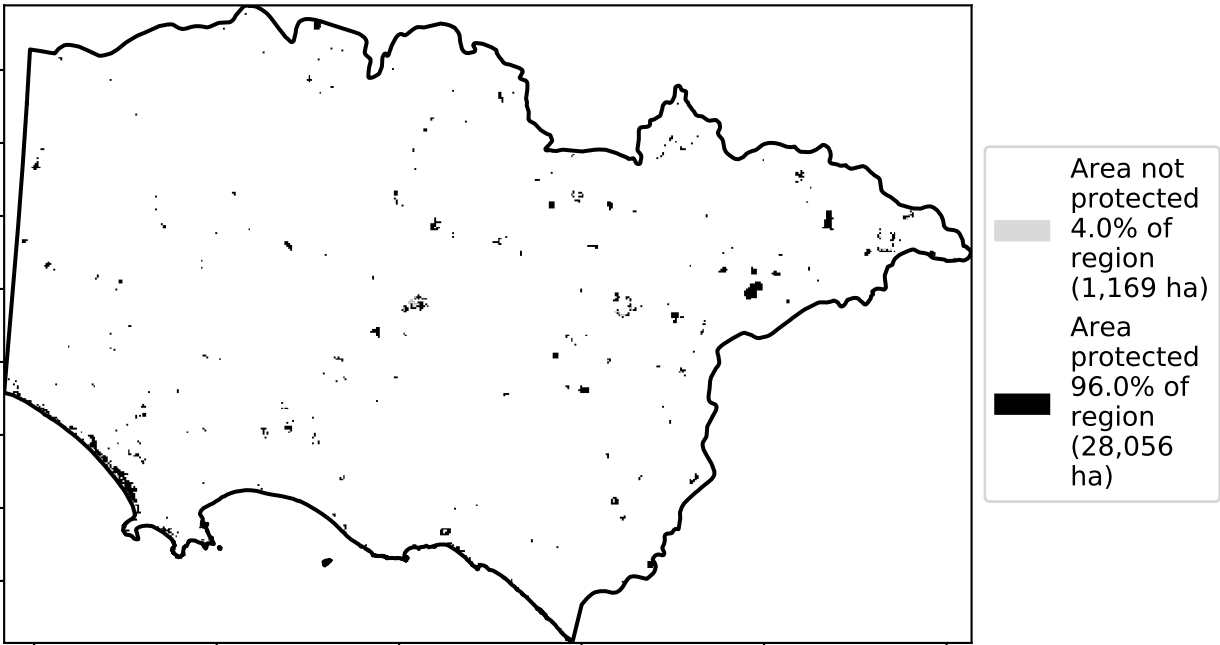 Area not
protected
4.0% of
region
(1,169 ha)
Area
protected
96.0% of
region
(28,056
ha)